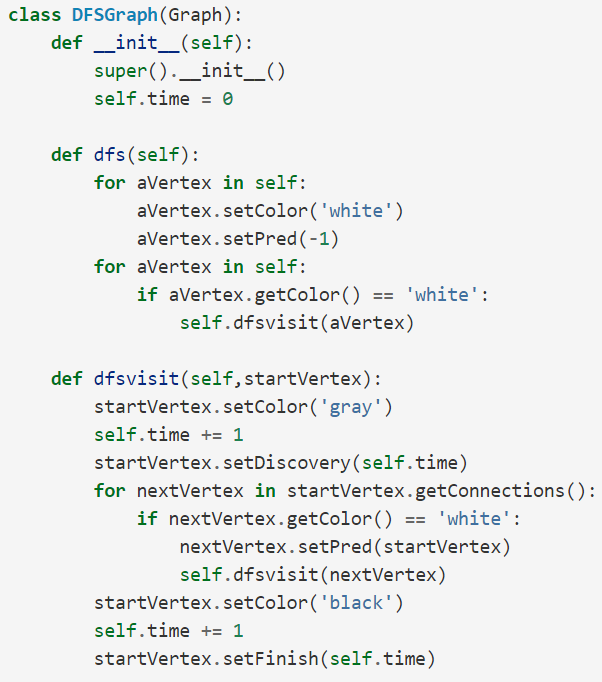 class DFSGraph(Graph):
    def __init__(self):
        super().__init__()
        self.time = 0

    def dfs(self):
        for aVertex in self:
            aVertex.setColor('white')
            aVertex.setPred(-1)
        for aVertex in self:
            if aVertex.getColor() == 'white':
                self.dfsvisit(aVertex)

    def dfsvisit(self,startVertex):
        startVertex.setColor('gray')
        self.time += 1
        startVertex.setDiscovery(self.time)
        for nextVertex in startVertex.getConnections():
            if nextVertex.getColor() == 'white':
                nextVertex.setPred(startVertex)
                self.dfsvisit(nextVertex)
        startVertex.setColor('black')
        self.time += 1
        startVertex.setFinish(self.time)